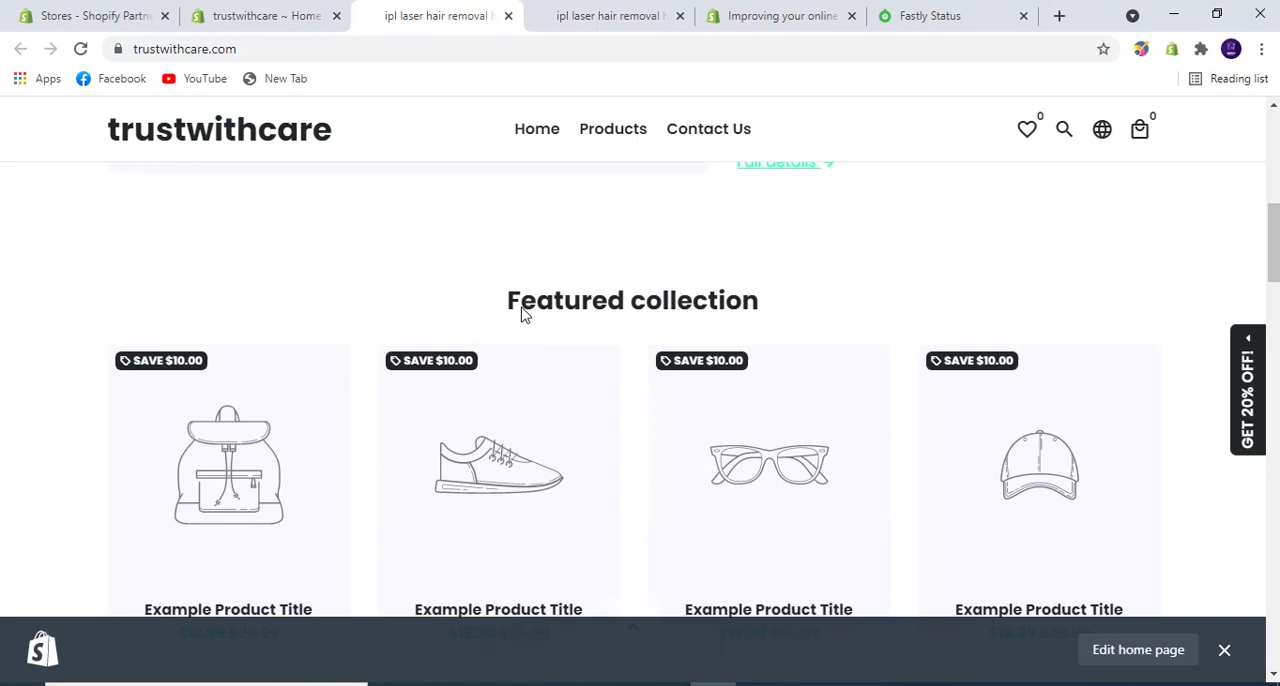 Stores - Shopify Partn
trustwithcare ~ Home
ipl laser hair removal h
ipl laser hair removal h
Improving your online
Fastly Status
trustwithcare.com
Apps
Facebook
YouTube
New Tab
Reading list
trustwithcare
Home
Products
Contact Us
0
0
Full details →
Featured collection
GET 20% OFF!
SAVE $10.00
SAVE $10.00
SAVE $10.00
SAVE $10.00
Example Product Title
Example Product Title
Example Product Title
Example Product Title
Edit home page